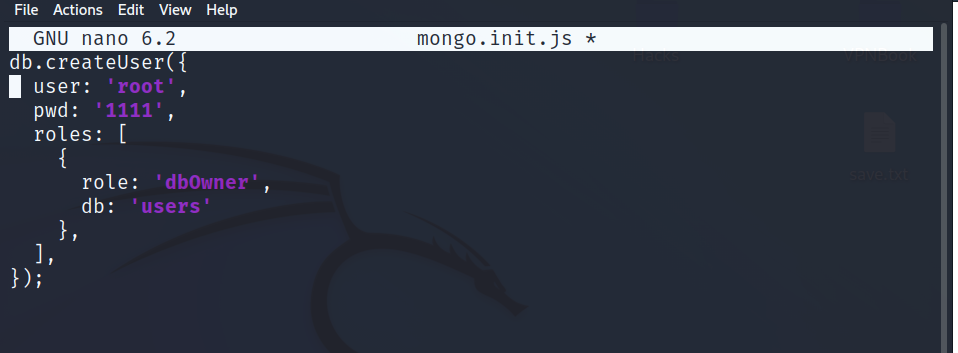 File Actions Edit View Help
GNU nano 6.2 mongo.init.js *
db.createUser({
  user: 'root',
  pwd: '1111',
  roles: [
    {
      role: 'dbOwner',
      db: 'users'
    },
  ],
});
Hacks
VPNBook
save.txt